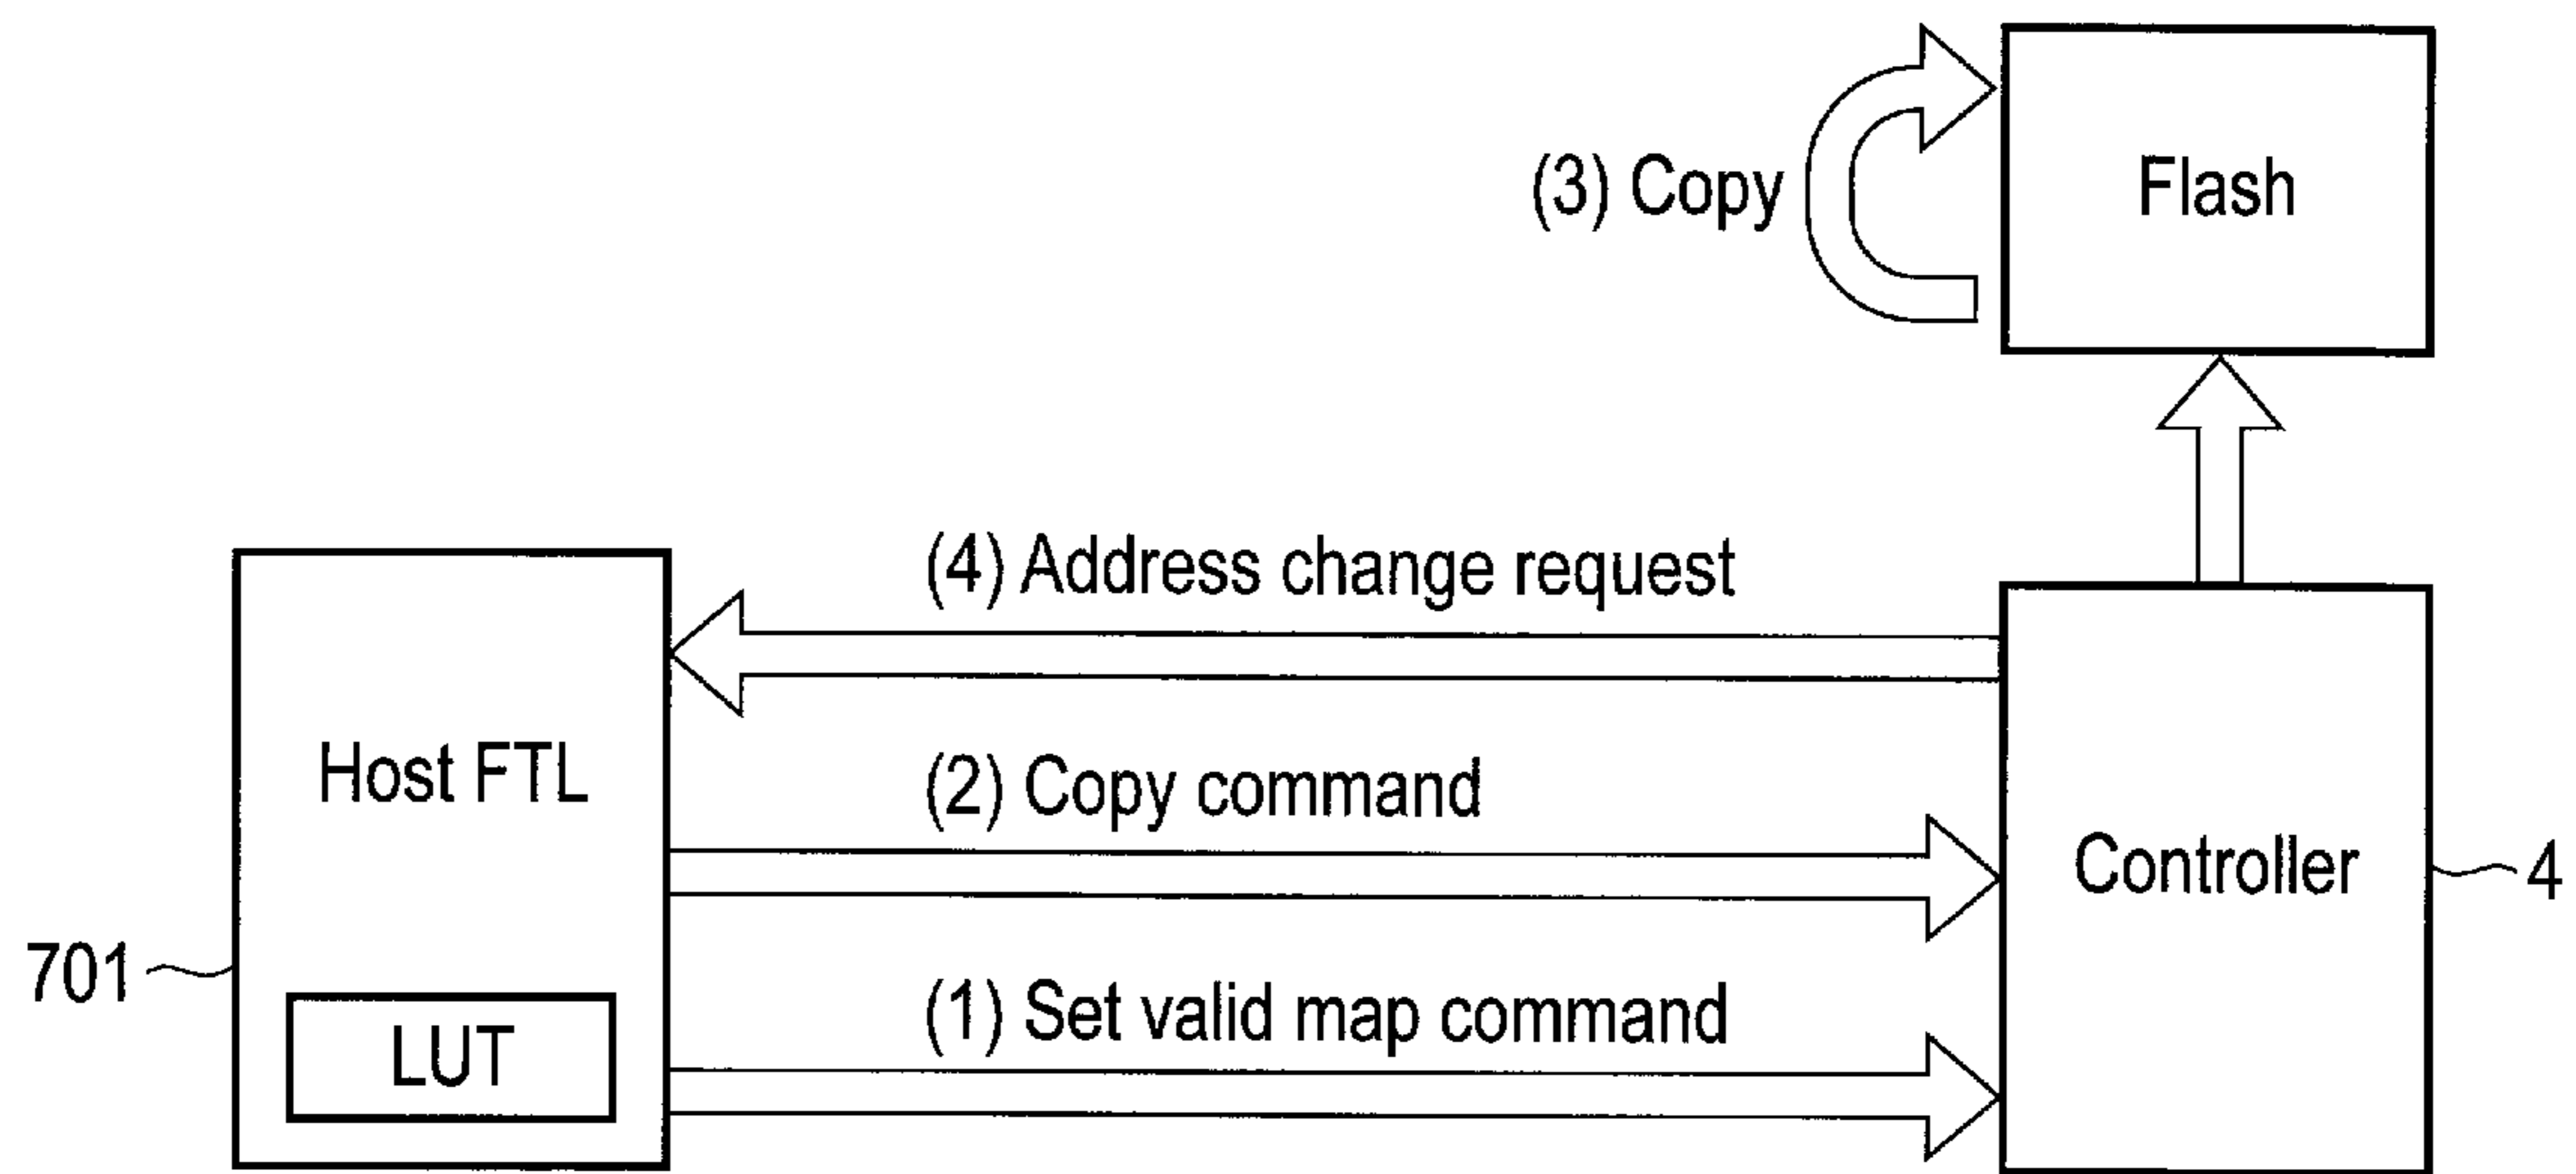 (3) Copy
Flash
(4) Address change request
Host FTL
(2) Copy command
Controller
4
701
(1) Set valid map command
LUT